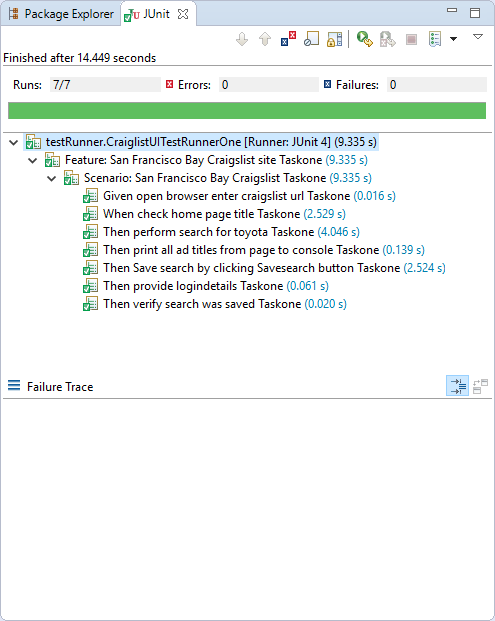 Package Explorer JUnit
Finished after 14.449 seconds
Runs: 7/7 Errors: 0 Failures: 0
testRunner.CraiglistUITestRunnerOne [Runner: JUnit 4] (9.335 s)
Feature: San Francisco Bay Craigslist site Taskone (9.335 s)
Scenario: San Francisco Bay Craigslist Taskone (9.335 s)
Given open browser enter craigslist url Taskone (0.016 s)
When check home page title Taskone (2.529 s)
Then perform search for toyota Taskone (4.046 s)
Then print all ad titles from page to console Taskone (0.139 s)
Then Save search by clicking Savesearch button Taskone (2.524 s)
Then provide logindetails Taskone (0.061 s)
Then verify search was saved Taskone (0.020 s)
Failure Trace